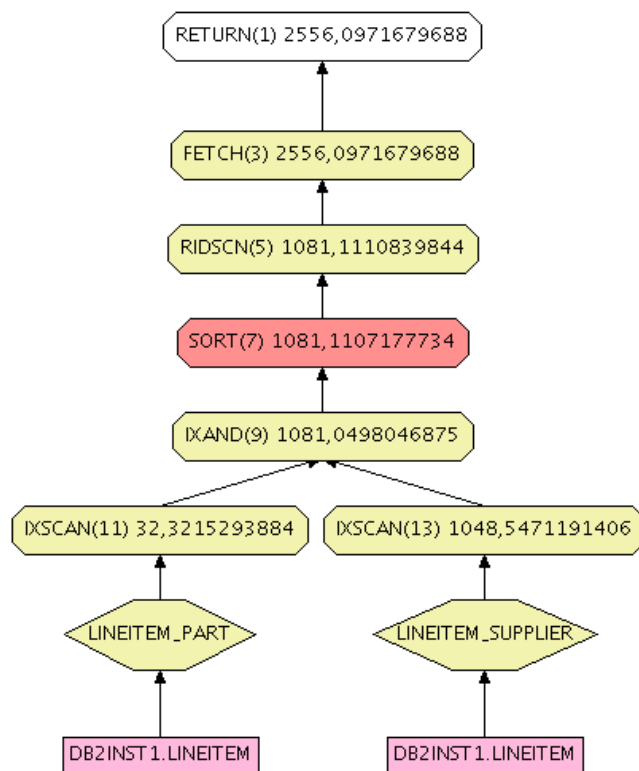 RETURN(1) 2556,0971679688
FETCH(3) 2556,0971679688
RIDSCN(5) 1081,1110839844
SORT(7) 1081,1107177734
IXAND(9) 1081,0498046875
IXSCAN(11) 32,3215293884
IXSCAN(13) 1048,5471191406
LINEITEM_PART
LINEITEM_SUPPLIER
DB2INST1.LINEITEM
DB2INST1.LINEITEM